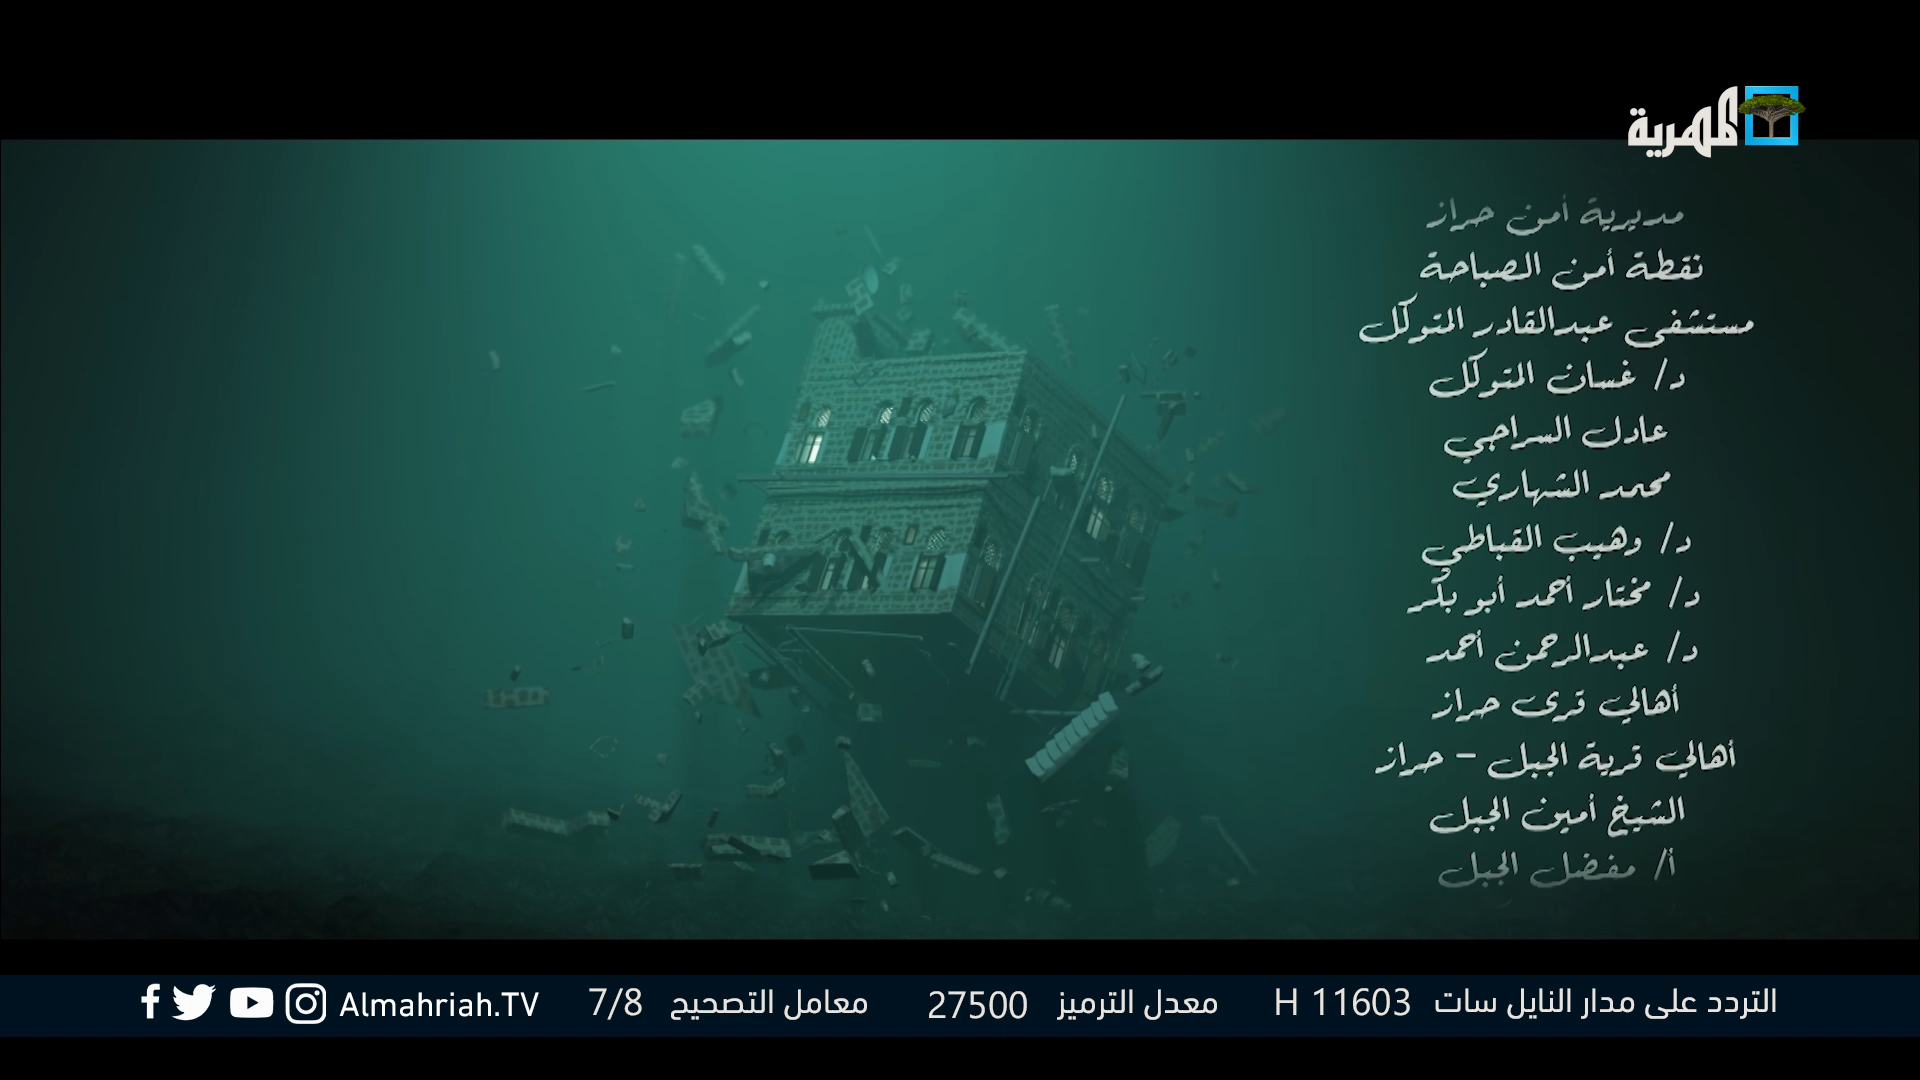 المهرية
مديرية أمن حراز
نقطة أمن الصباحة
مستشفى عبدالقادر المتوكل
د/ غسان المتوكل
عادل السراجي
محمد الشهاري
د/ وهيب القباطي
د/ مختار أحمد أبو بكر
د/ عبدالرحمن أحمد
أهالي قرى حراز
أهالي قرية الجبل – حراز
الشيخ أمين الجبل
أ/ مفضل الجبل
التردد على مدار النايل سات H 11603 معدل الترميز 27500 معامل التصحيح 7/8 Almahriah.TV